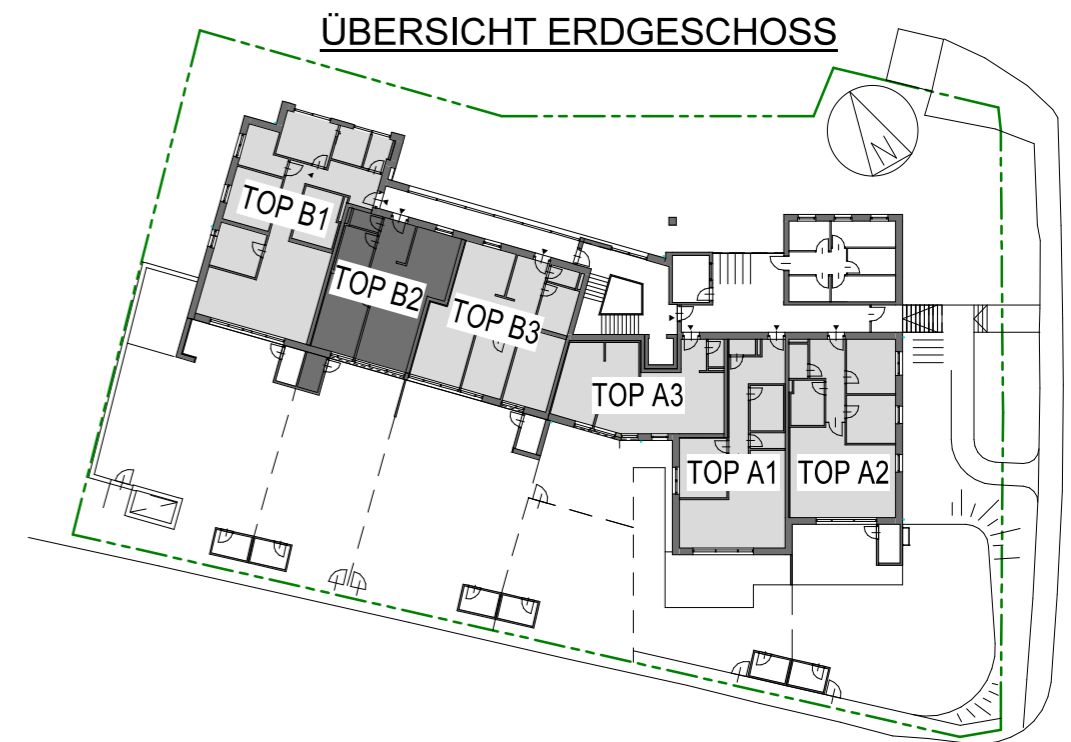 ÜBERSICHT ERDGESCHOSS
N
TOP B1
TOP B2
TOP B3
TOP A3
TOP A1
TOP A2